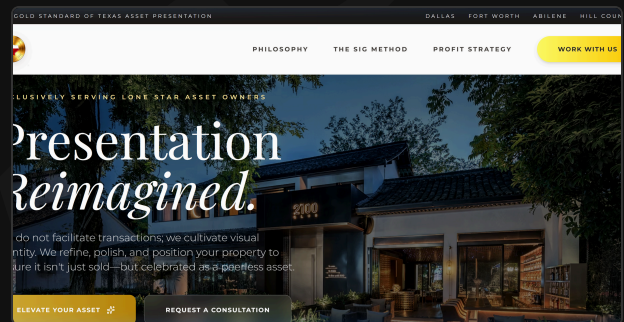 GOLD STANDARD OF TEXAS ASSET PRESENTATION
DALLAS FORT WORTH ABILENE HILL COUN
PHILOSOPHY THE SIG METHOD PROFIT STRATEGY WORK WITH US
LUSIVELY SERVING LONE STAR ASSET OWNERS
Presentation
Reimagined.
do not facilitate transactions; we cultivate visual
ntity. We refine, polish, and position your property to
ure it isn't just sold—but celebrated as a peerless asset.
2100
ELEVATE YOUR ASSET REQUEST A CONSULTATION